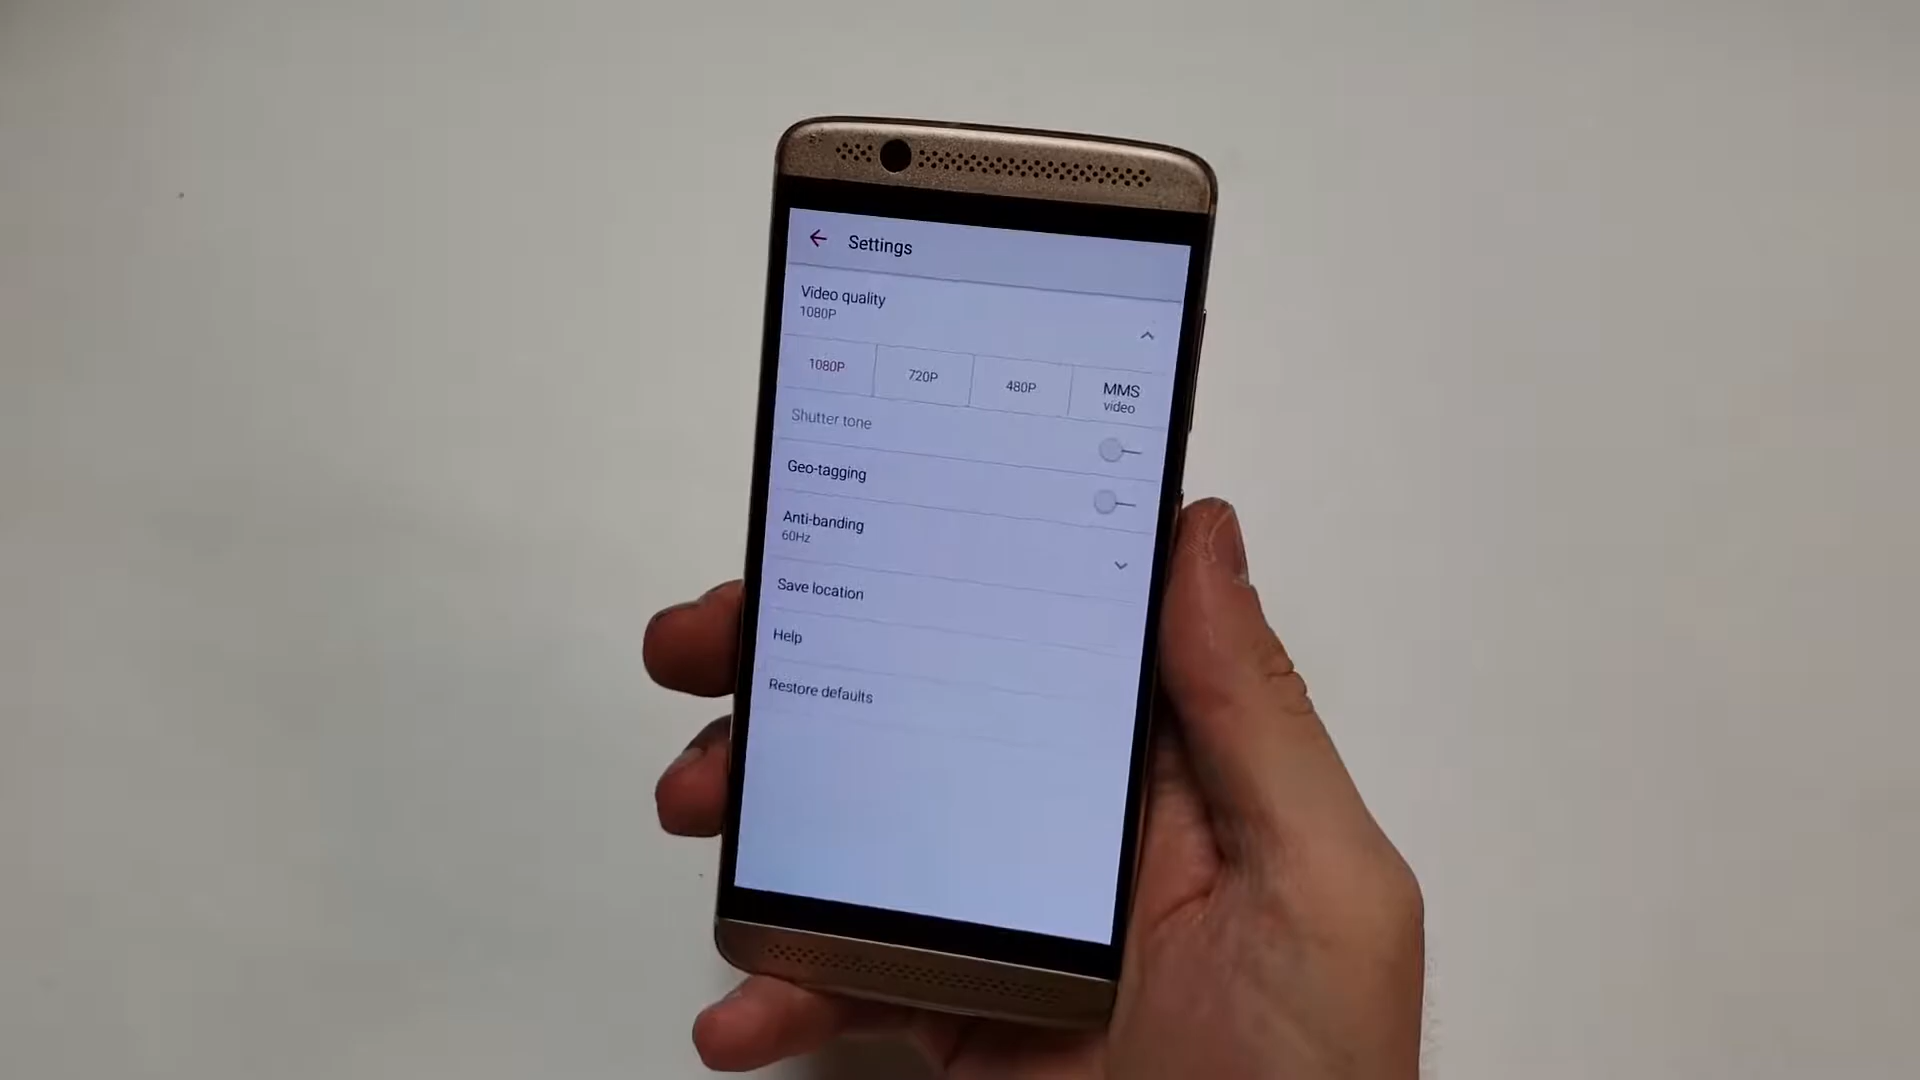 Settings
Video quality
1080P
1080P
720P
480P
MMS
video
Shutter tone
Geo-tagging
Anti-banding
60Hz
Save location
Help
Restore defaults